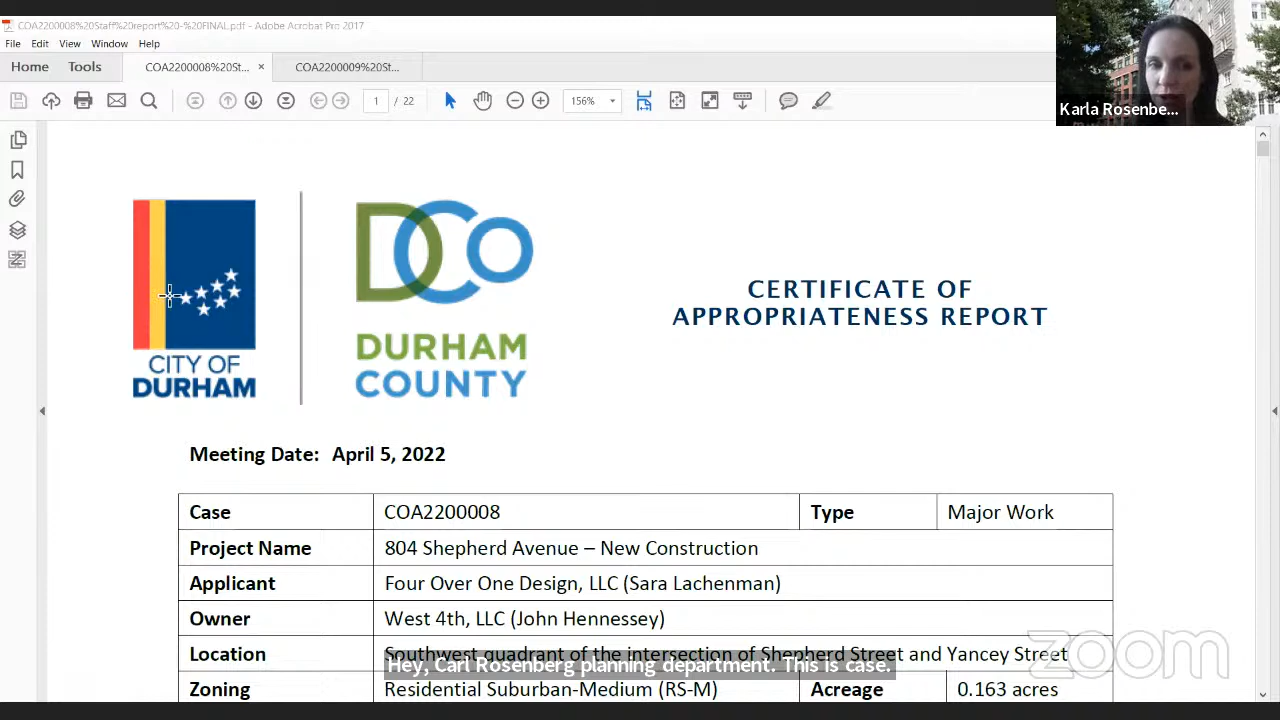 COA2200008%20Staff%20report%20-%20FINAL.pdf - Adobe Acrobat Pro 2017
File Edit View Window Help
Home Tools COA2200008%20St... × COA2200009%20St...
1 / 22 156%
Karla Rosenbe...
CITY OF
DURHAM
DCO
DURHAM
COUNTY
CERTIFICATE OF
APPROPRIATENESS REPORT
Meeting Date: April 5, 2022
Case COA2200008 Type Major Work
Project Name 804 Shepherd Avenue – New Construction
Applicant Four Over One Design, LLC (Sara Lachenman)
Owner West 4th, LLC (John Hennessey)
Location Southwest quadrant of the intersection of Shepherd Street and Yancey Street
Hey, Carl Rosenberg planning department. This is case.
Zoning Residential Suburban-Medium (RS-M) Acreage 0.163 acres
zoom